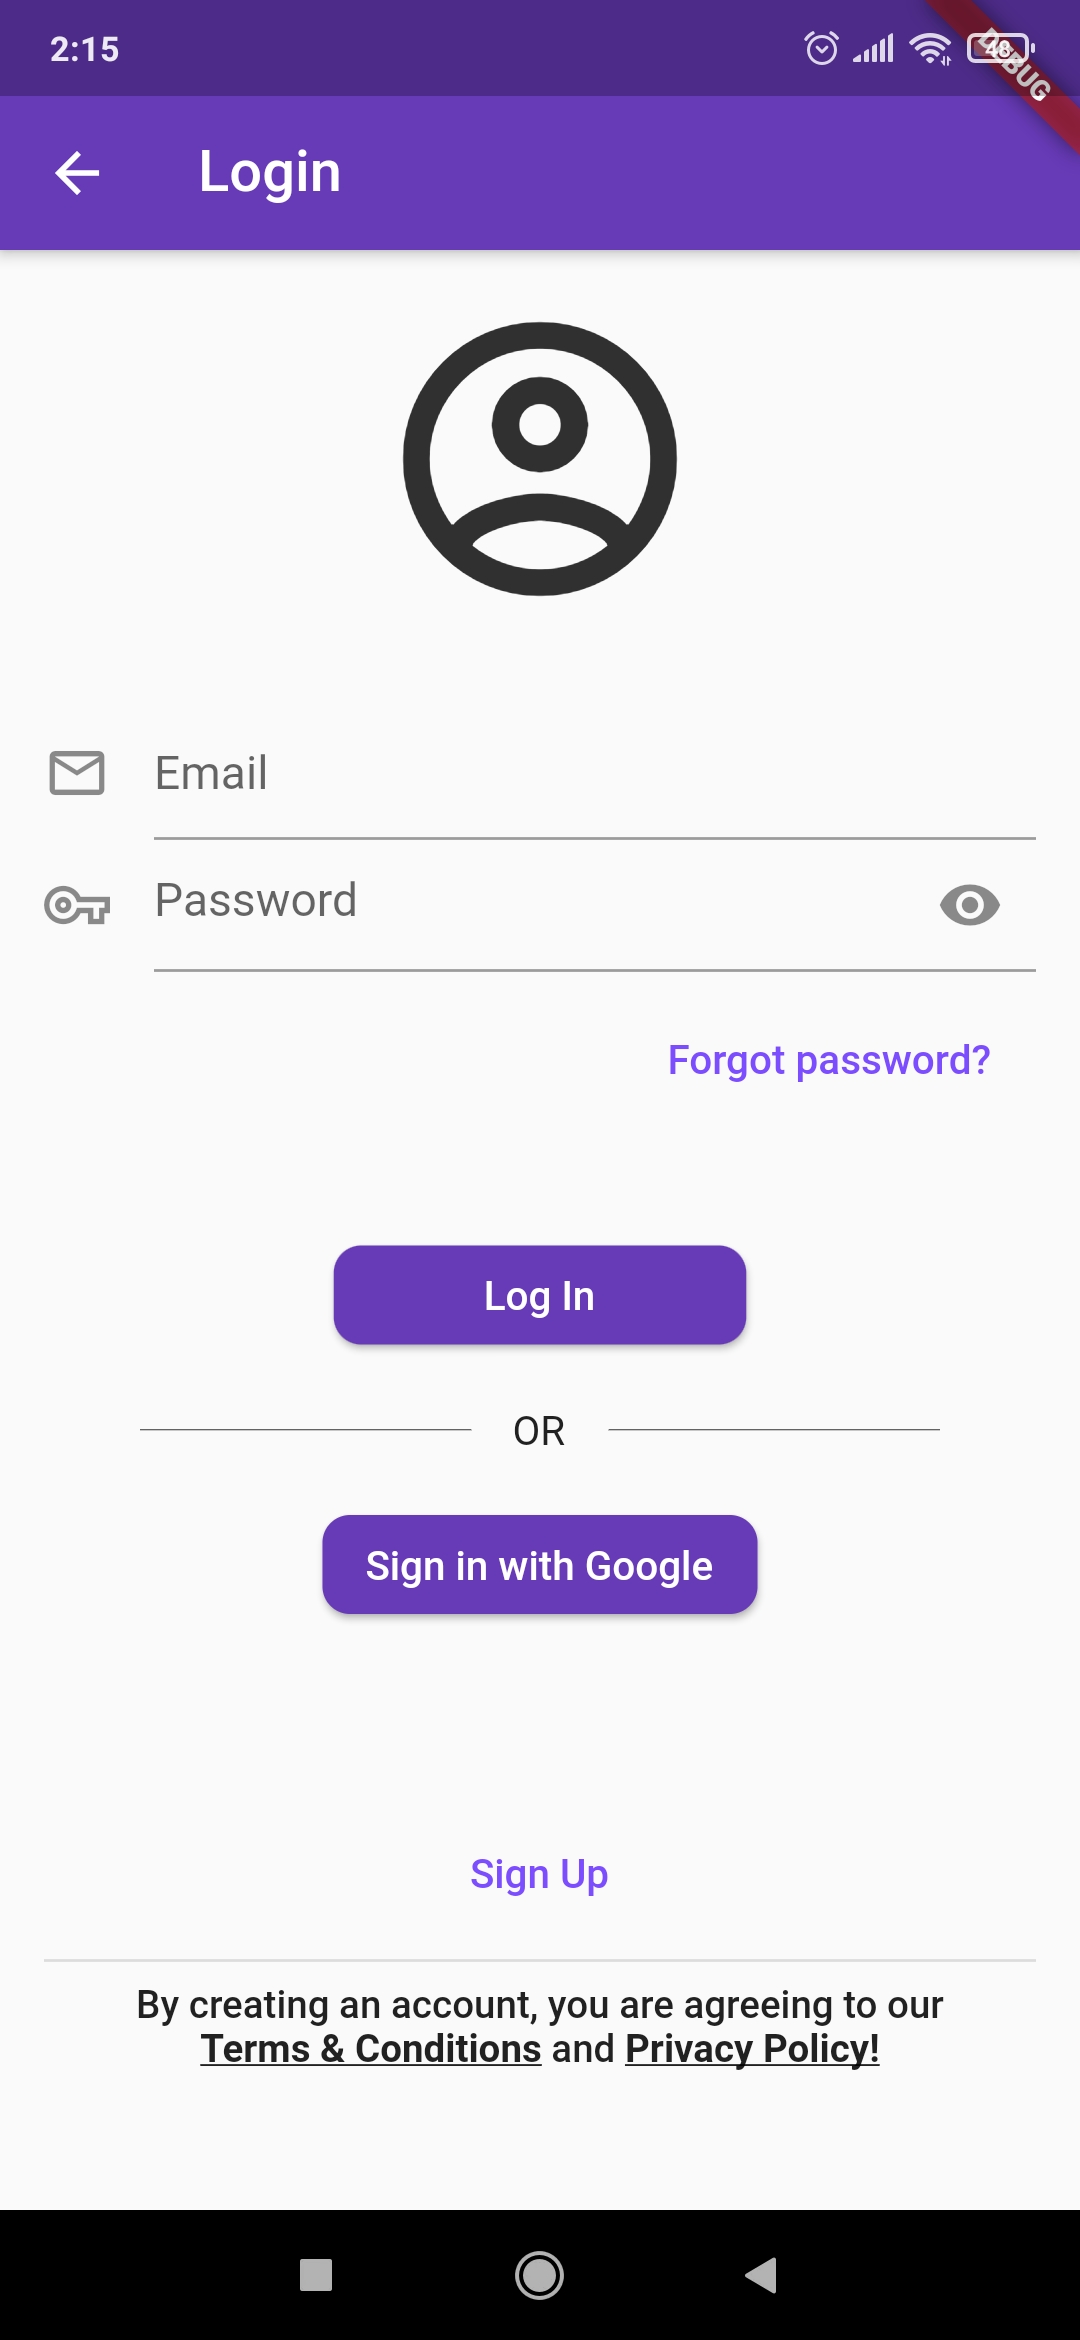 2:15
48
DEBUG
Login
Email
Password
Forgot password?
Log In
OR
Sign in with Google
Sign Up
By creating an account, you are agreeing to our
Terms & Conditions and Privacy Policy!